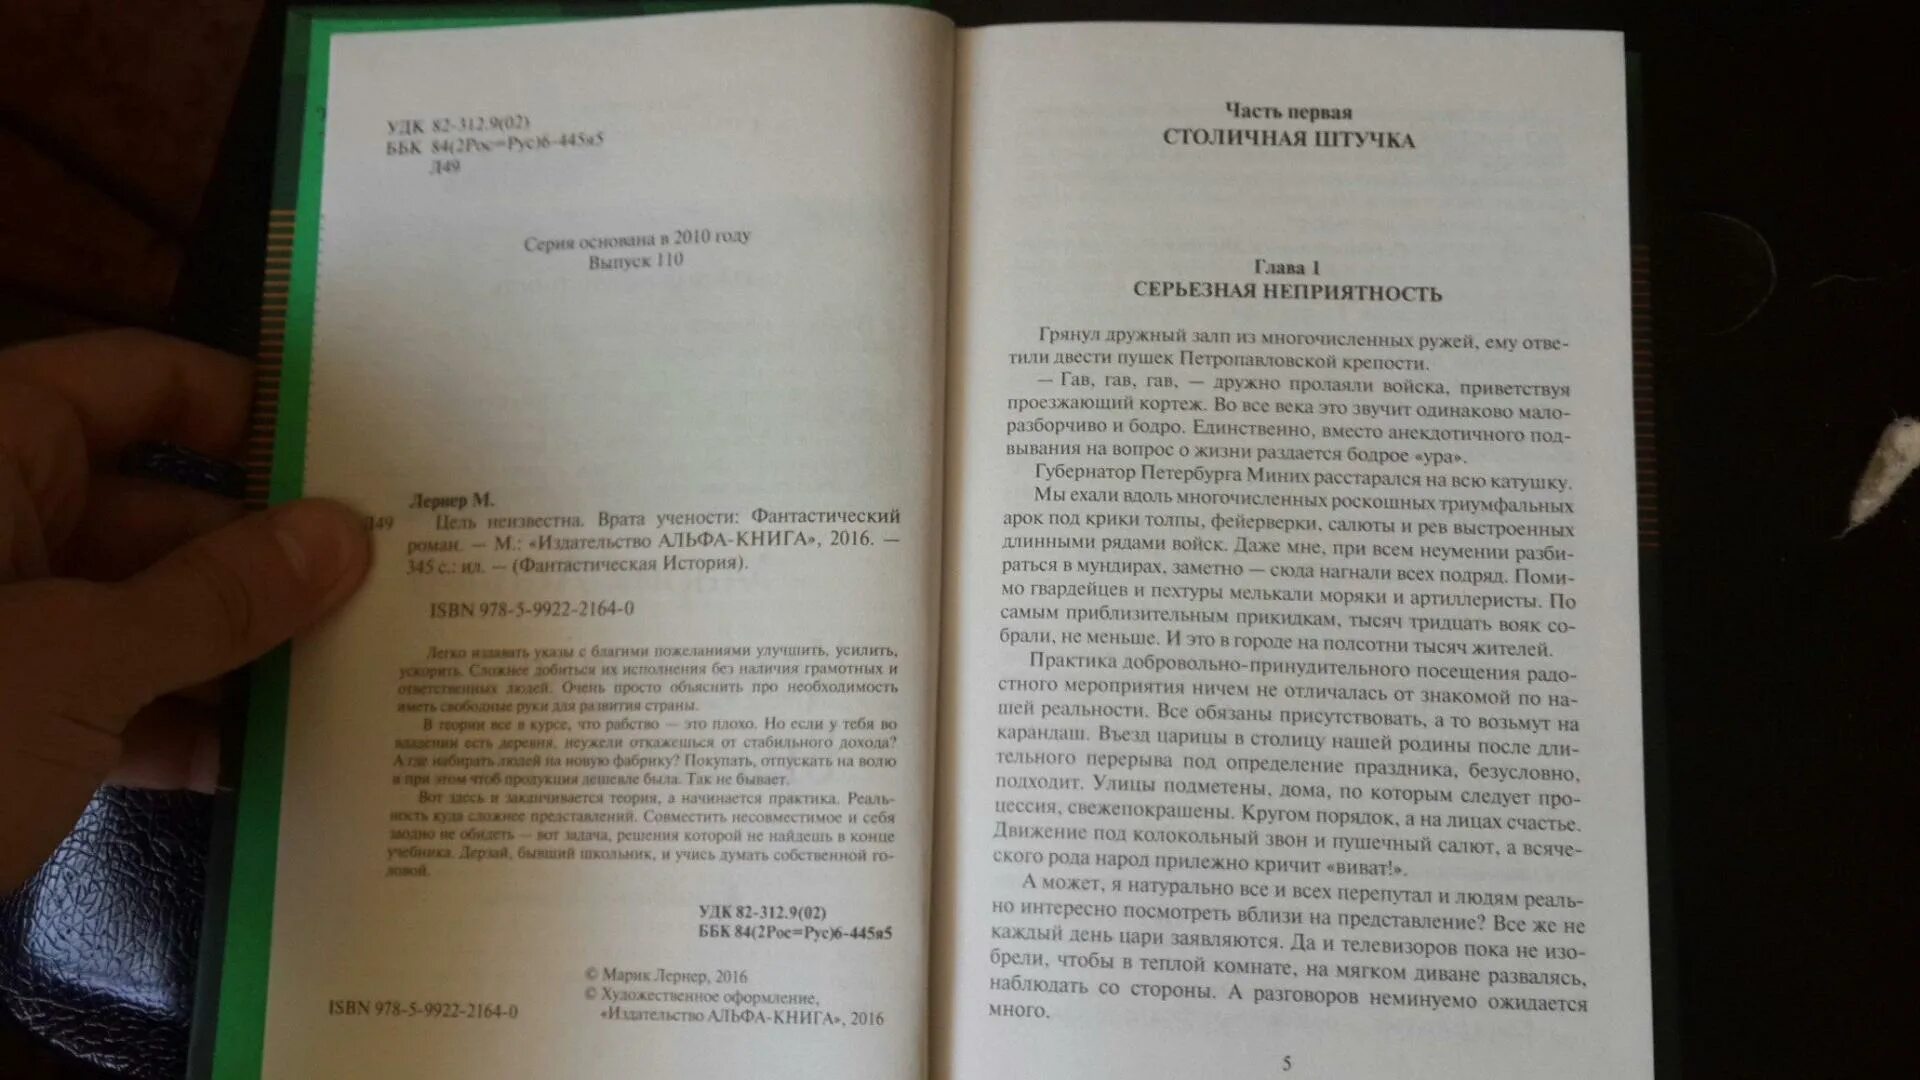 УДК 82-312.9(02)
ББК 84(2Рос=Рус)6-445я5
Л49
Серия основана в 2010 году
Выпуск 110
Лернер М.
Л49 Цель неизвестна. Врата учености: Фантастический
роман. — М.: «Издательство АЛЬФА-КНИГА», 2016. —
345 с.: ил. — (Фантастическая История).
ISBN 978-5-9922-2164-0
Легко издавать указы с благими пожеланиями улучшить, усилить,
ускорить. Сложнее добиться их исполнения без наличия грамотных и
ответственных людей. Очень просто объяснить про необходимость
иметь свободные руки для развития страны.
В теории все в курсе, что рабство — это плохо. Но если у тебя во
владении есть деревня, неужели откажешься от стабильного дохода?
А где набирать людей на новую фабрику? Покупать, отпускать на волю
и при этом чтоб продукция дешевле была. Так не бывает.
Вот здесь и заканчивается теория, а начинается практика. Реаль-
ность куда сложнее представлений. Совместить несовместимое и себя
заодно не обидеть — вот задача, решения которой не найдешь в конце
учебника. Дерзай, бывший школьник, и учись думать собственной го-
ловой.
УДК 82-312.9(02)
ББК 84(2Рос=Рус)6-445я5
© Марик Лернер, 2016
© Художественное оформление,
«Издательство АЛЬФА-КНИГА», 2016
ISBN 978-5-9922-2164-0
Часть первая
СТОЛИЧНАЯ ШТУЧКА
Глава 1
СЕРЬЕЗНАЯ НЕПРИЯТНОСТЬ
Грянул дружный залп из многочисленных ружей, ему отве-
тили двести пушек Петропавловской крепости.
— Гав, гав, гав, — дружно пролаяли войска, приветствуя
проезжающий кортеж. Во все века это звучит одинаково мало-
разборчиво и бодро. Единственно, вместо анекдотичного под-
вывания на вопрос о жизни раздается бодрое «ура».
Губернатор Петербурга Миних расстарался на всю катушку.
Мы ехали вдоль многочисленных роскошных триумфальных
арок под крики толпы, фейерверки, салюты и рев выстроенных
длинными рядами войск. Даже мне, при всем неумении разби-
раться в мундирах, заметно — сюда нагнали всех подряд. Поми-
мо гвардейцев и пехтуры мелькали моряки и артиллеристы. По
самым приблизительным прикидкам, тысяч тридцать вояк со-
брали, не меньше. И это в городе на полсотни тысяч жителей.
Практика добровольно-принудительного посещения радо-
стного мероприятия ничем не отличалась от знакомой по на-
шей реальности. Все обязаны присутствовать, а то возьмут на
карандаш. Въезд царицы в столицу нашей родины после дли-
тельного перерыва под определение праздника, безусловно,
подходит. Улицы подметены, дома, по которым следует про-
цессия, свежепокрашены. Кругом порядок, а на лицах счастье.
Движение под колокольный звон и пушечный салют, а всяче-
ского рода народ прилежно кричит «виват!».
А может, я натурально все и всех перепутал и людям реаль-
но интересно посмотреть вблизи на представление? Все же не
каждый день цари заявляются. Да и телевизоров пока не изо-
брели, чтобы в теплой комнате, на мягком диване развалясь,
наблюдать со стороны. А разговоров неминуемо ожидается
много.
5